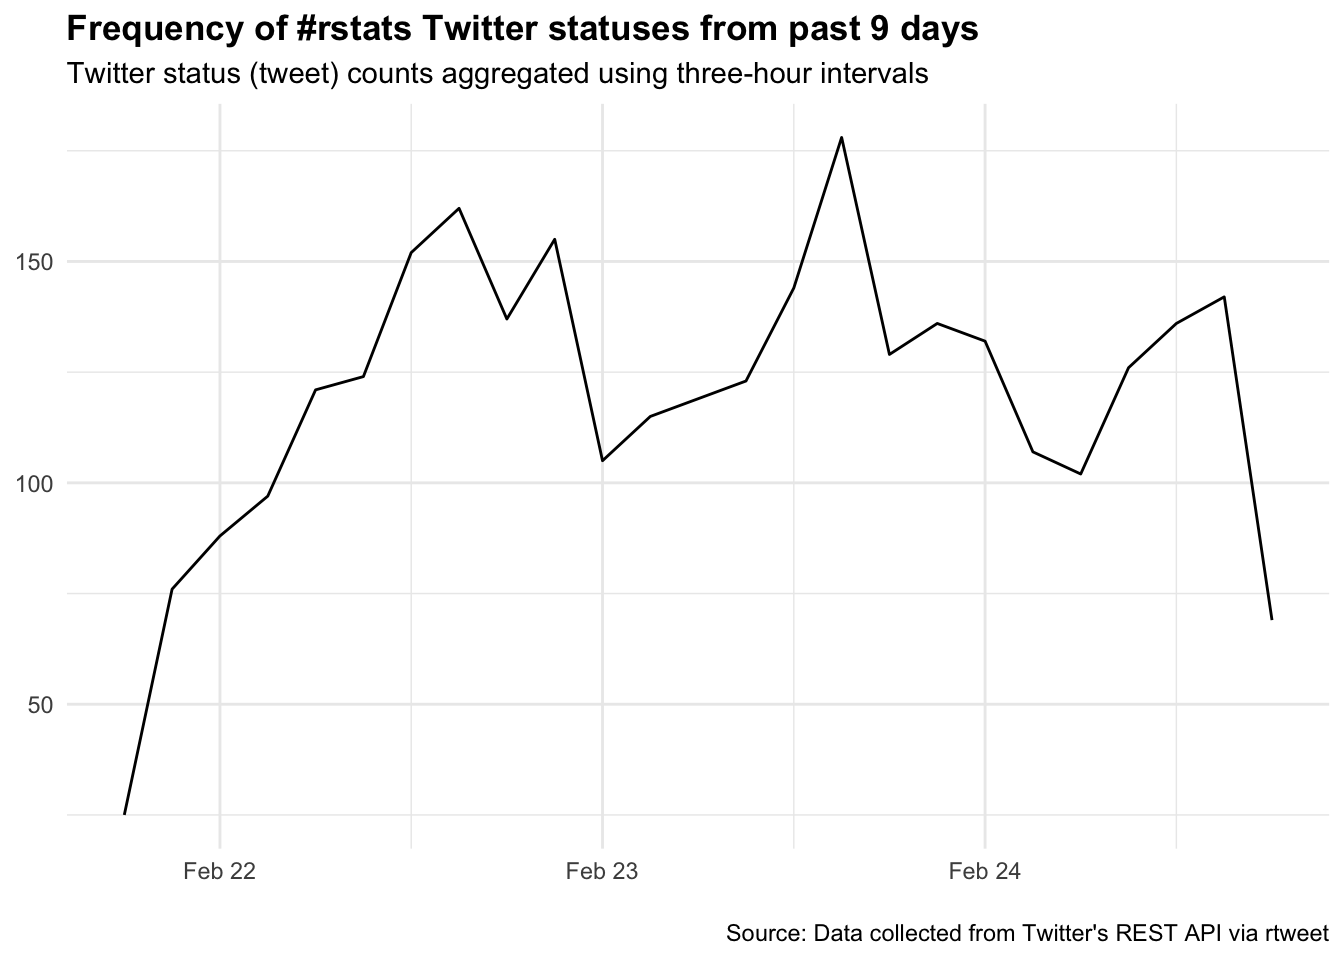 Frequency of #rstats Twitter statuses from past 9 days
Twitter status (tweet) counts aggregated using three-hour intervals
150
100
50
Feb 22
Feb 23
Feb 24
Source: Data collected from Twitter's REST API via rtweet